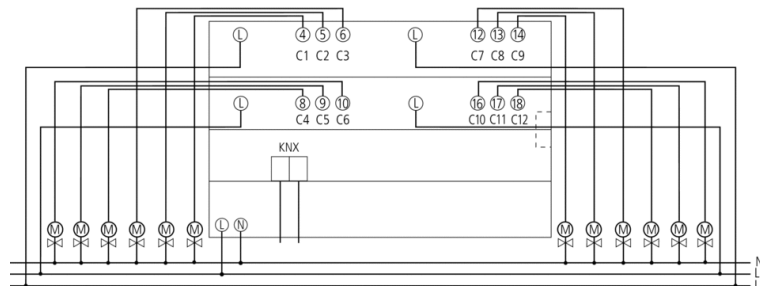 L 4 5 6 L 12 13 14
C1 C2 C3 C7 C8 C9
L 8 9 10 L 16 17 18
C4 C5 C6 C10 C11 C12
KNX
L N
M M M M M M M M M M M M
N
L
L